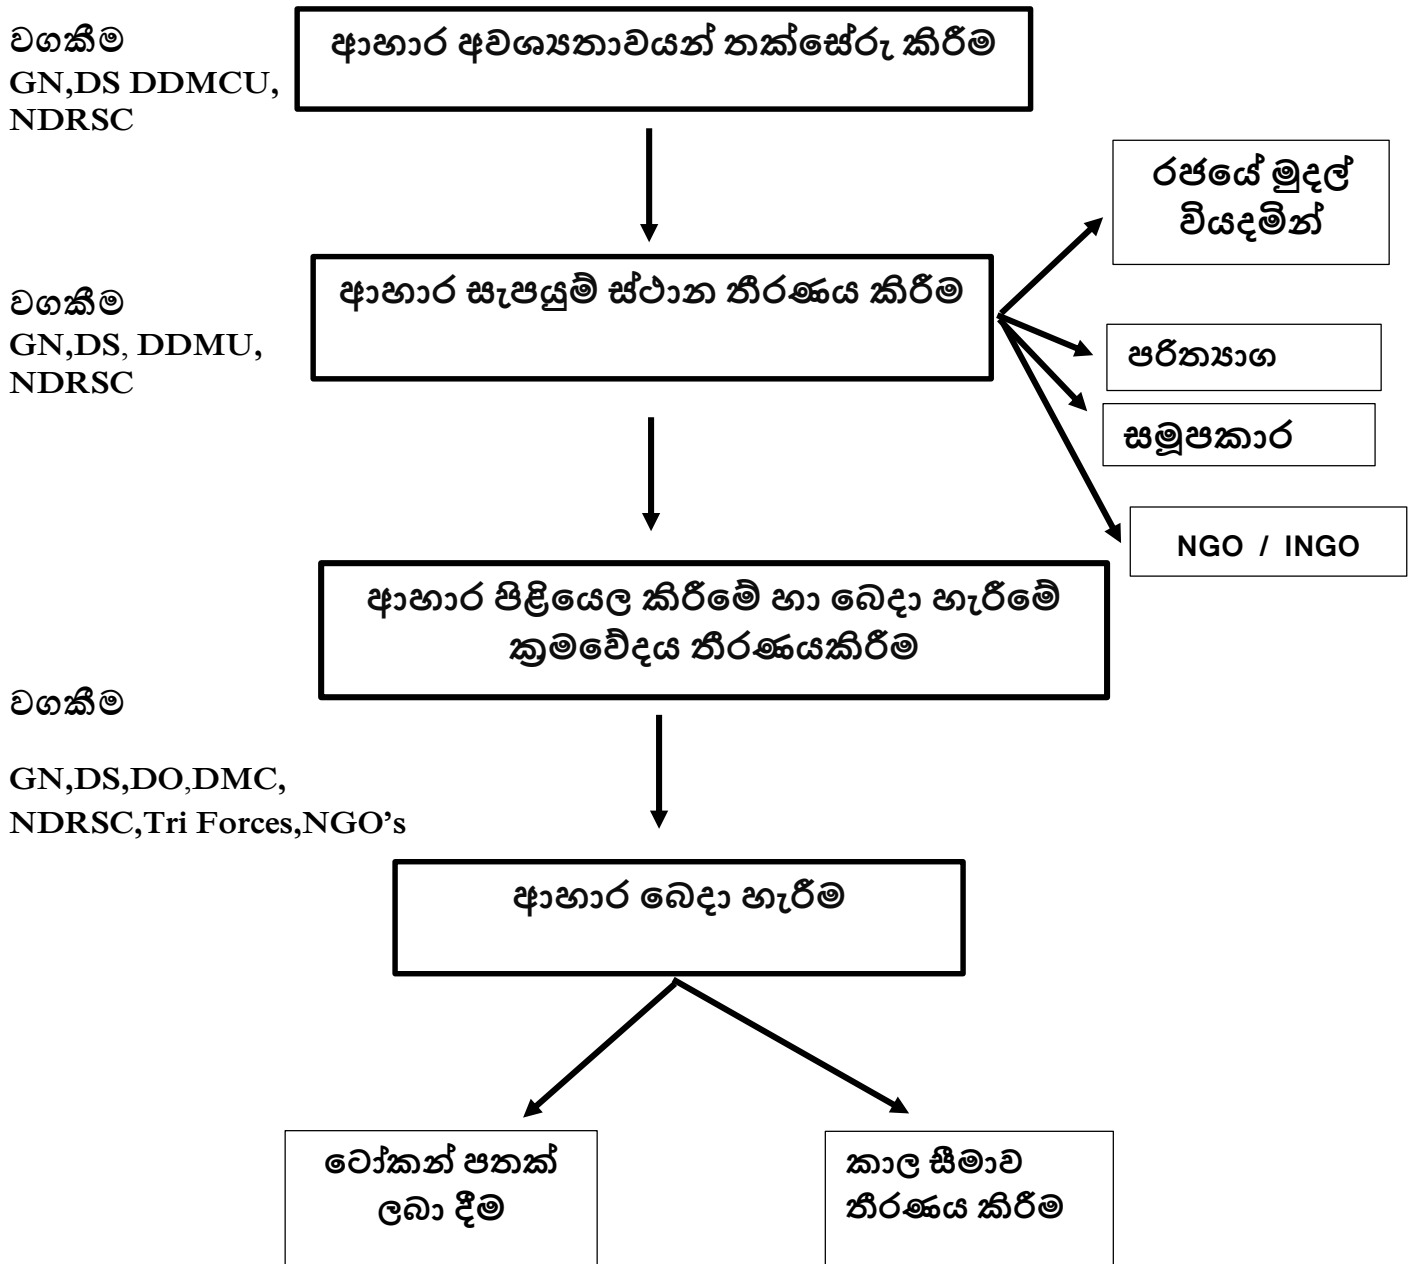 වගකීම
GN,DS DDMCU,
NDRSC
ආහාර අවශ්‍යතාවයන් තක්සේරු කිරීම
රජයේ මුදල්
වියදමින්
වගකීම
GN,DS, DDMU,
NDRSC
ආහාර සැපයුම් ස්ථාන තීරණය කිරීම
පරිත්‍යාග
සමූපකාර
NGO / INGO
ආහාර පිළියෙල කිරීමේ හා බෙදා හැරීමේ
ක්‍රමවේදය තීරණයකිරීම
වගකීම
GN,DS,DO,DMC,
NDRSC,Tri Forces,NGO’s
ආහාර බෙදා හැරීම
ටෝකන් පතක්
ලබා දීම
කාල සීමාව
තීරණය කිරීම